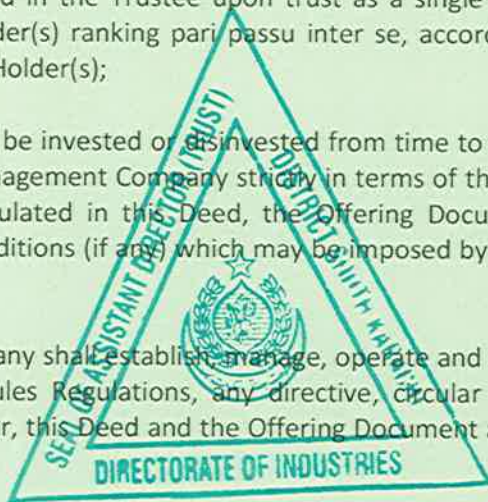 d in the Trustee upon trust as a single
der(s) ranking pari passu inter se, accor
Holder(s);
be invested or disinvested from time to
nagement Company strictly in terms of th
ulated in this Deed, the Offering Docu
ditions (if any) which may be imposed by
any shall establish, manage, operate and
ules Regulations, any directive, circular
r, this Deed and the Offering Document a
SEAL OF ASSISTANT DIRECTOR (TRUST)
DISTRICT SOUTH KARACHI
DIRECTORATE OF INDUSTRIES